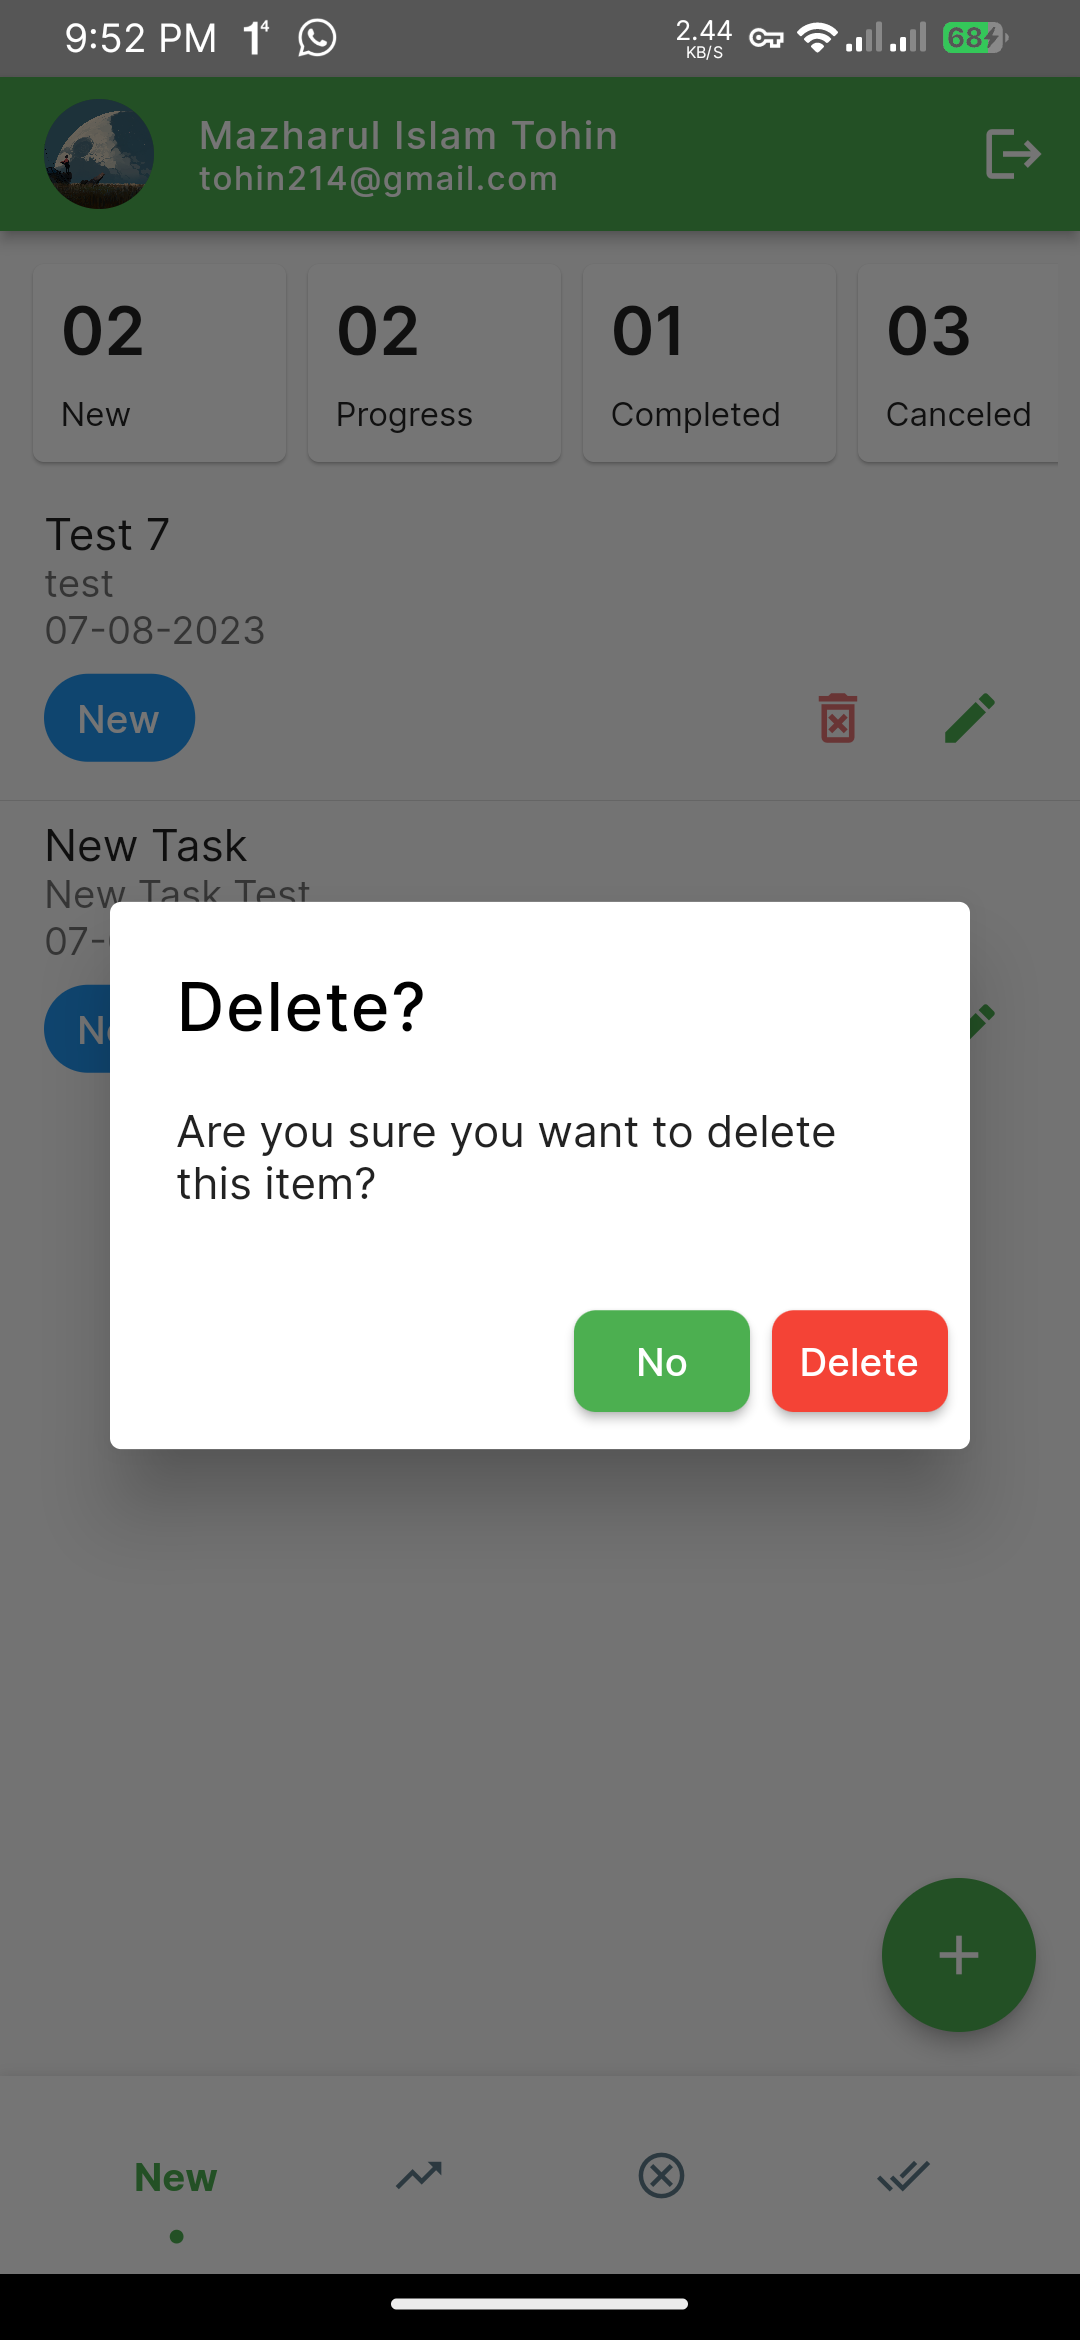 9:52 PM 1 4 2.44 68
KB/S
Mazharul Islam Tohin
tohin214@gmail.com
02 02 01 03
New Progress Completed Canceled
Test 7
test
07-08-2023
New
New Task
New Task Test
07-
Delete?
Are you sure you want to delete
this item?
No Delete
New